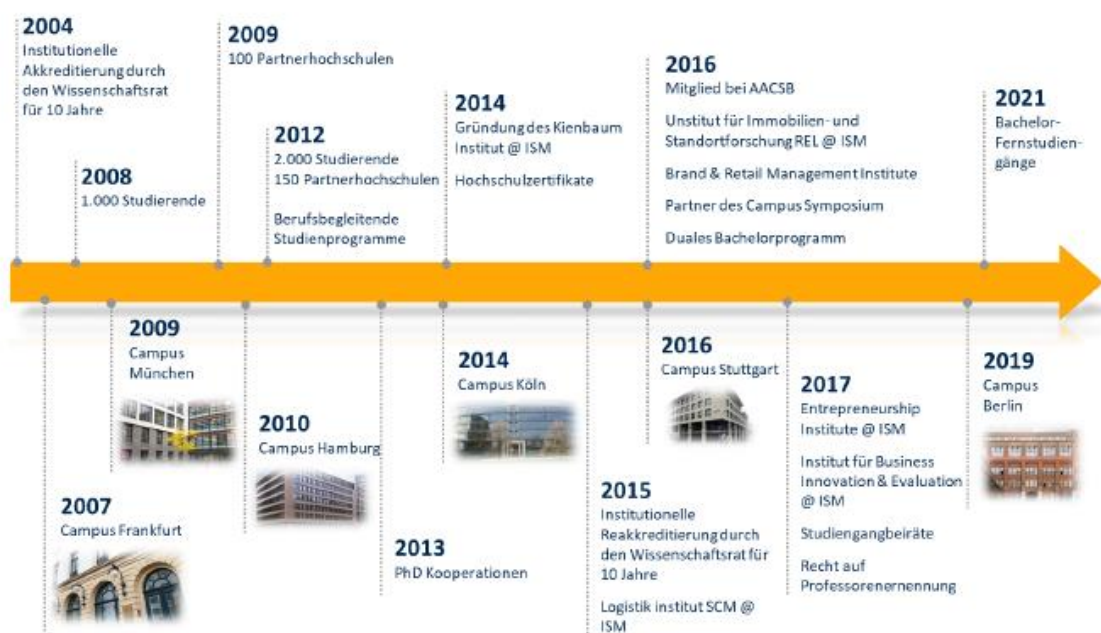 2004
Institutionelle
Akkreditierung durch
den Wissenschaftsrat
für 10 Jahre
2008
1.000 Studierende
2009
100 Partnerhochschulen
2012
2.000 Studierende
150 Partnerhochschulen
Berufsbegleitende
Studienprogramme
2014
Gründung des Kienbaum
Institut @ ISM
Hochschulzertifikate
2016
Mitglied bei AACSB
Unstitut für Immobilien- und
Standortforschung REL @ ISM
Brand & Retail Management Institute
Partner des Campus Symposium
Duales Bachelorprogramm
2021
Bachelor-
Fernstudien-
gänge
2007
Campus Frankfurt
2009
Campus
München
2010
Campus Hamburg
2013
PhD Kooperationen
2014
Campus Köln
2015
Institutionelle
Reakkreditierung durch
den Wissenschaftsrat für
10 Jahre
Logistik institut SCM @
ISM
2016
Campus Stuttgart
2017
Entrepreneurship
Institute @ ISM
Institut für Business
Innovation & Evaluation
@ ISM
Studiengangbeiräte
Recht auf
Professorenernennung
2019
Campus
Berlin